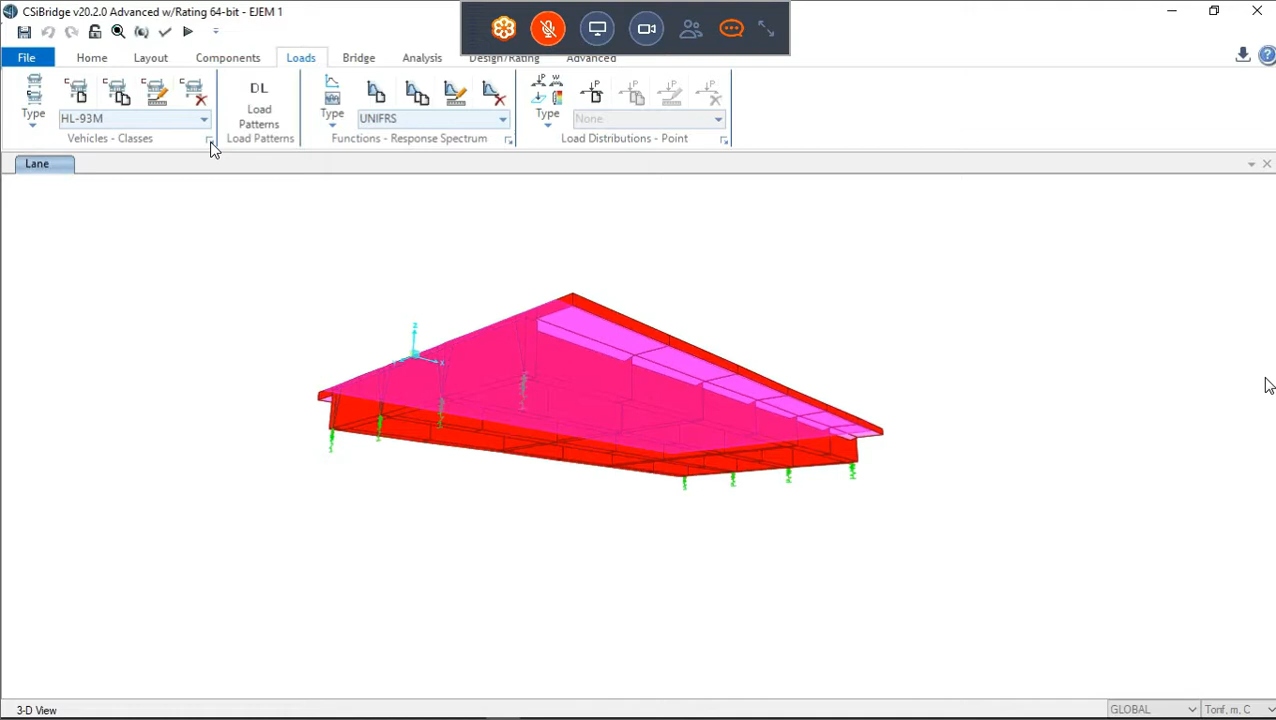 CSiBridge v20.2.0 Advanced w/Rating 64-bit - EJEM 1
File
Home
Layout
Components
Loads
Bridge
Analysis
Design/Rating
Advanced
Type
HL-93M
Vehicles - Classes
DL
Load
Patterns
Load Patterns
Type
UNIFRS
Functions - Response Spectrum
P
W
Type
None
Load Distributions - Point
Lane
Z
X
3-D View
GLOBAL
Tonf, m, C